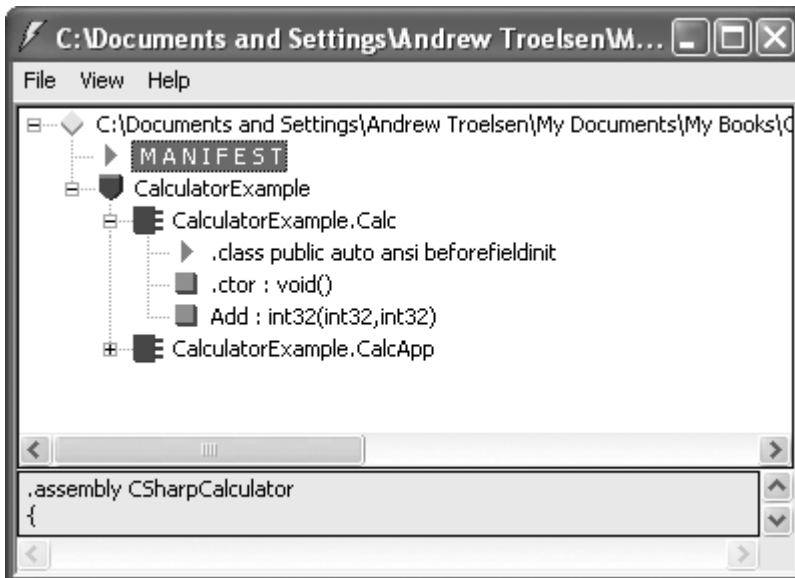 C:\Documents and Settings\Andrew Troelsen\M...
File View Help
C:\Documents and Settings\Andrew Troelsen\My Documents\My Books\C
MANIFEST
CalculatorExample
CalculatorExample.Calc
.class public auto ansi beforefieldinit
.ctor : void()
Add : int32(int32,int32)
CalculatorExample.CalcApp
.assembly CSharpCalculator
{